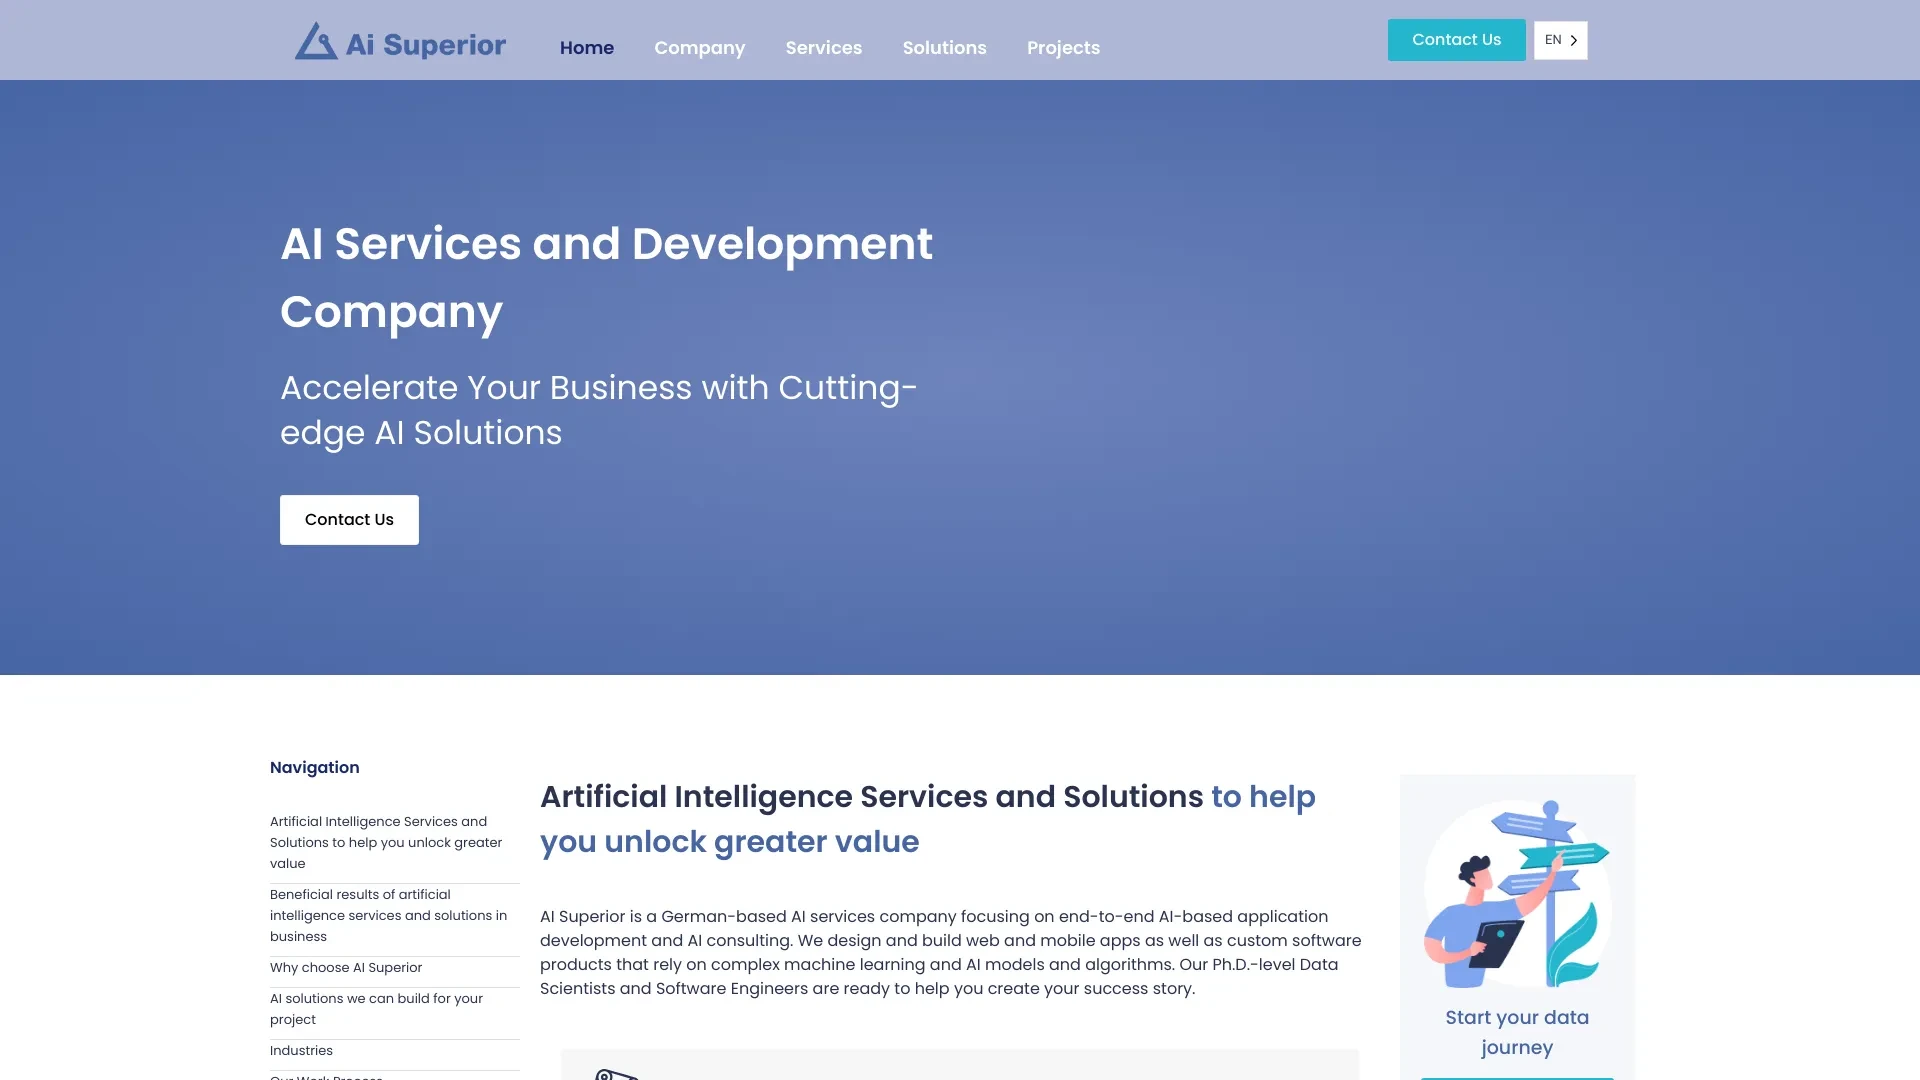 Ai Superior
Home
Company
Services
Solutions
Projects
Contact Us
EN
AI Services and Development
Company
Accelerate Your Business with Cutting-
edge AI Solutions
Contact Us
Navigation
Artificial Intelligence Services and
Solutions to help you unlock greater
value
Beneficial results of artificial
intelligence services and solutions in
business
Why choose AI Superior
AI solutions we can build for your
project
Industries
Our Work Process
Artificial Intelligence Services and Solutions to help
you unlock greater value
AI Superior is a German-based AI services company focusing on end-to-end AI-based application
development and AI consulting. We design and build web and mobile apps as well as custom software
products that rely on complex machine learning and AI models and algorithms. Our Ph.D.-level Data
Scientists and Software Engineers are ready to help you create your success story.
Start your data
journey